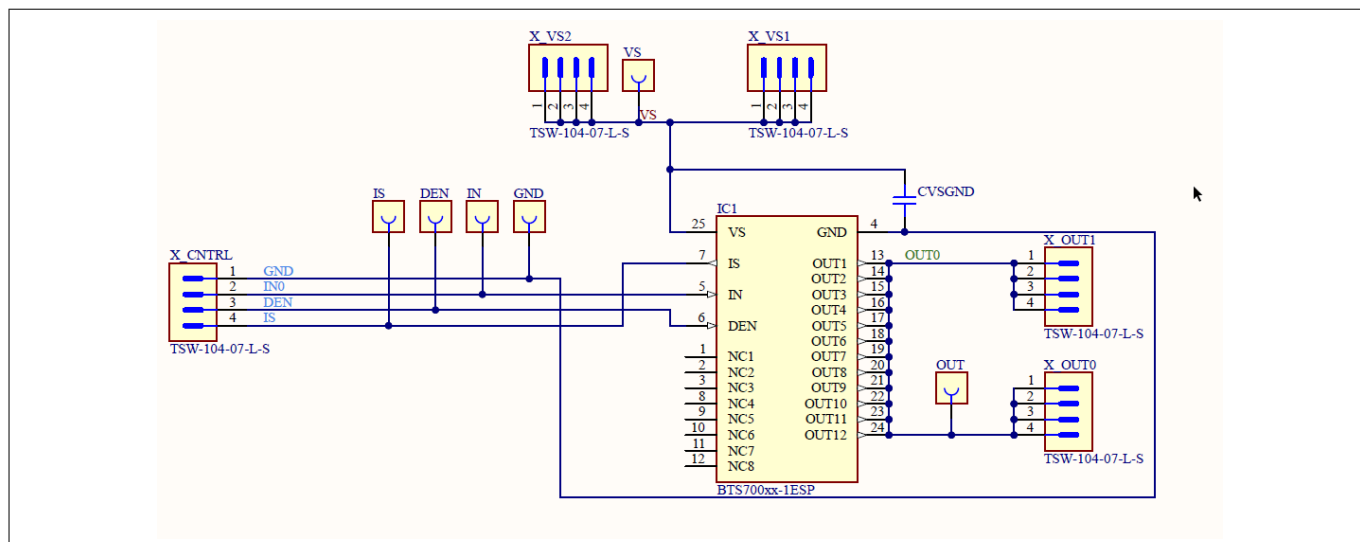 X_VS2
VS
X_VS1
1
2
3
4
VS
1
2
3
4
TSW-104-07-L-S
TSW-104-07-L-S
IS
DEN
IN
GND
CVSGND
IC1
25
VS
GND
4
X_CNTRL
7
IS
OUT1
13
OUT0
X_OUT1
1
GND
2
IN0
3
DEN
4
IS
TSW-104-07-L-S
5
IN
6
DEN
1
NC1
2
NC2
3
NC3
8
NC4
9
NC5
10
NC6
11
NC7
12
NC8
OUT2
14
OUT3
15
OUT4
16
OUT5
17
OUT6
18
OUT7
19
OUT8
20
OUT9
21
OUT10
22
OUT11
23
OUT12
24
1
2
3
4
TSW-104-07-L-S
OUT
X_OUT0
1
2
3
4
TSW-104-07-L-S
BTS700xx-1ESP